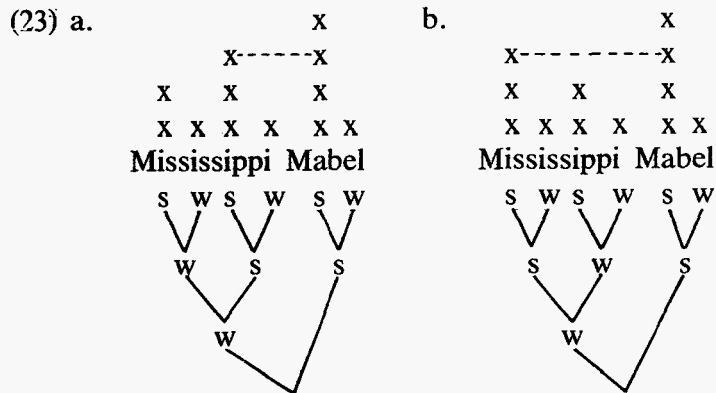 (23) a. x b. x
x-----x x--------x
x x x x x x
x x x x x x x x x x x x
Mississippi Mabel Mississippi Mabel
s w s w s w s w s w s w
w s s s w s
w w